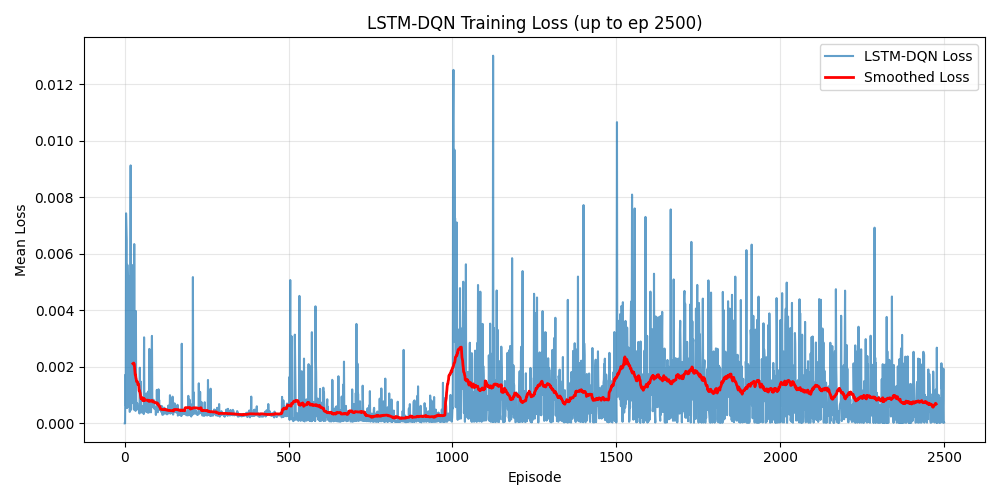 LSTM-DQN Training Loss (up to ep 2500)
LSTM-DQN Loss
Smoothed Loss
0.012
0.010
0.008
0.006
0.004
0.002
0.000
Mean Loss
0 500 1000 1500 2000 2500
Episode